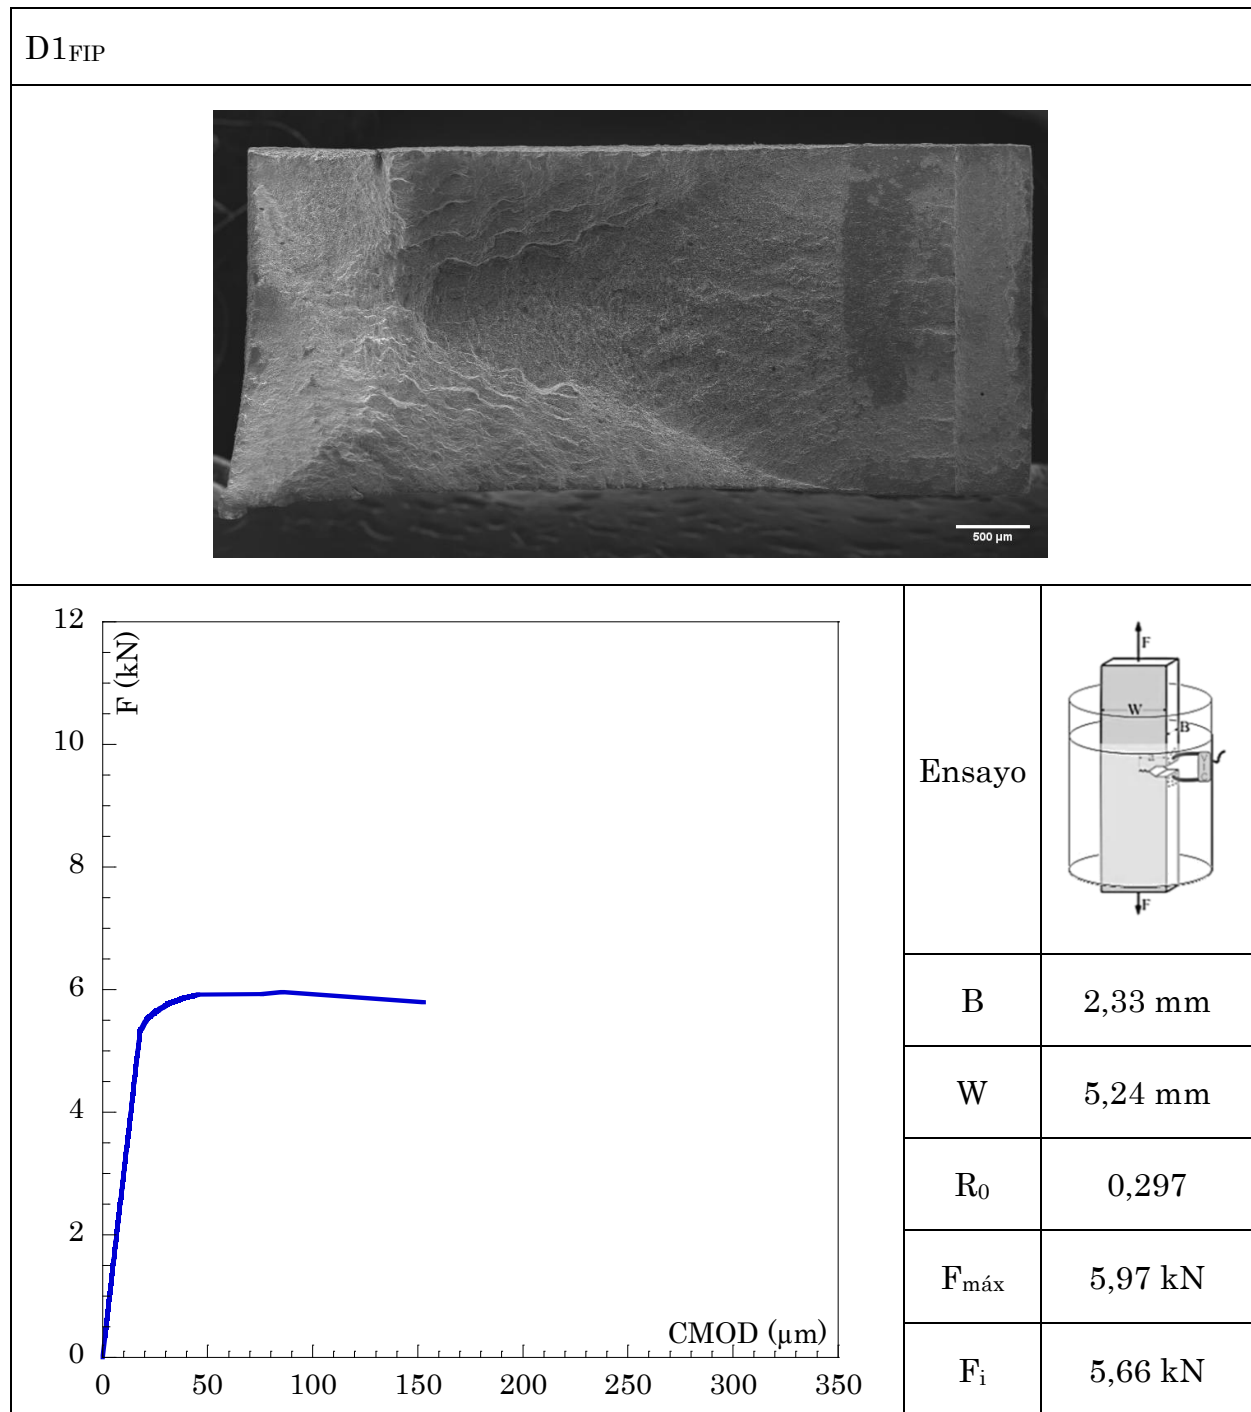 D1FIP
500 µm
12
F (kN)
10
8
6
4
2
0
CMOD (µm)
0 50 100 150 200 250 300 350
Ensayo
F
W
B
F
B 2,33 mm
W 5,24 mm
R0 0,297
Fmáx 5,97 kN
Fi 5,66 kN